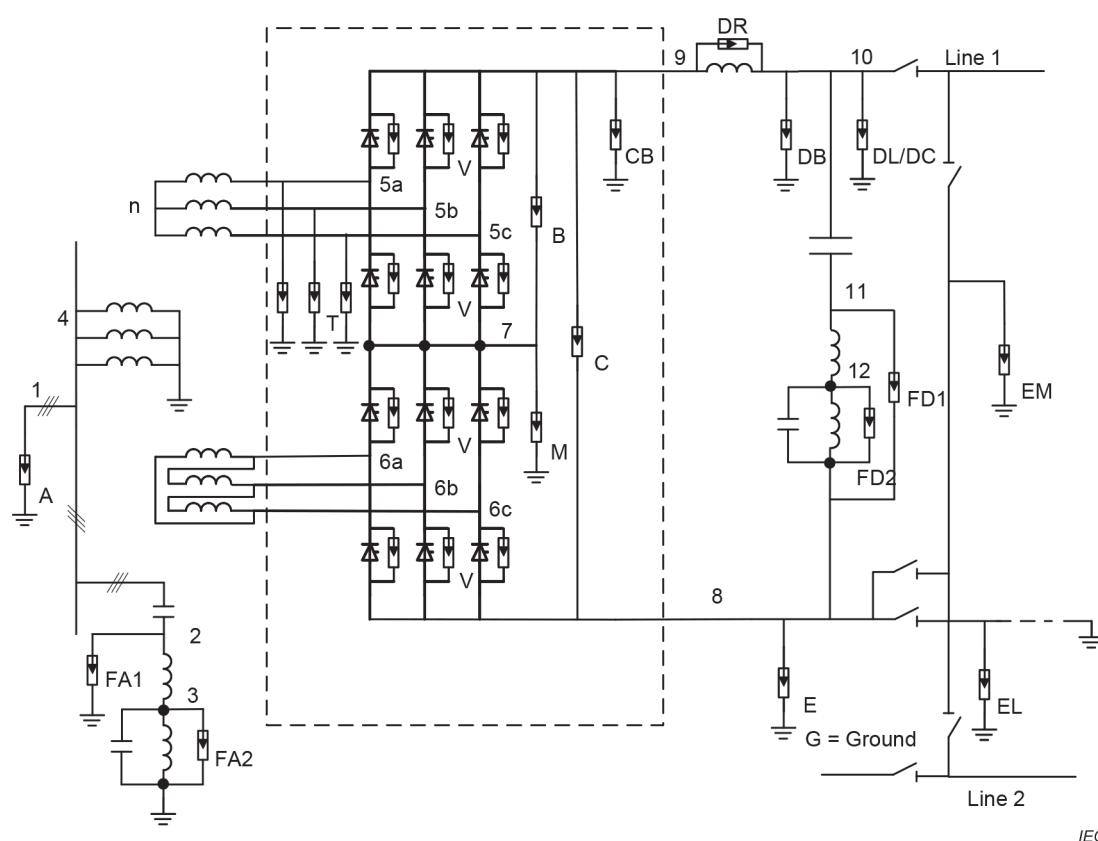 DR
9
10
Line 1
CB
DB
DL/DC
V
5a
n
5b
5c
B
V
T
7
11
4
C
12
FD1
EM
1
V
M
A
6a
6b
FD2
6c
V
8
2
FA1
3
E
EL
FA2
G = Ground
Line 2